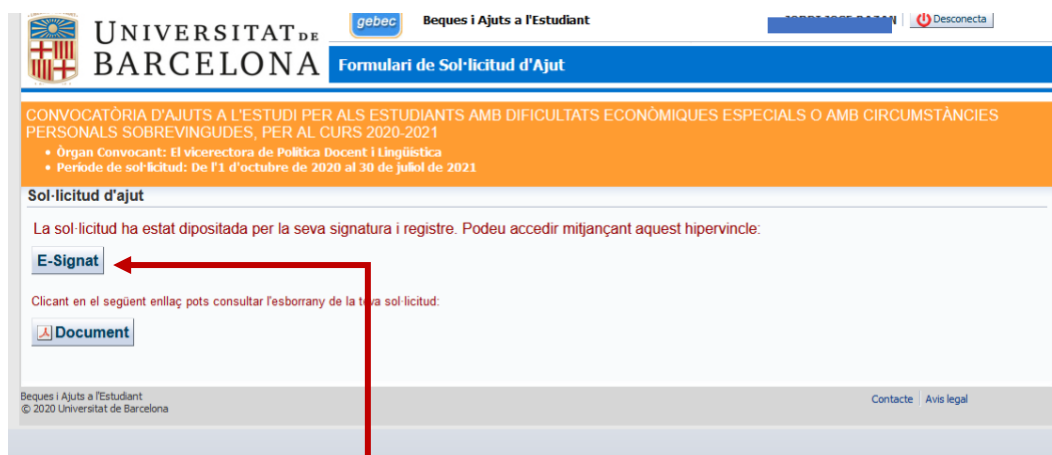 UNIVERSITAT DE
BARCELONA
gebec
Beques i Ajuts a l'Estudiant
Desconecta
Formulari de Sol·licitud d'Ajut
CONVOCATÒRIA D'AJUTS A L'ESTUDI PER ALS ESTUDIANTS AMB DIFICULTATS ECONÒMIQUES ESPECIALS O AMB CIRCUMSTÀNCIES
PERSONALS SOBREVINGUDES, PER AL CURS 2020-2021
• Òrgan Convocant: El vicerectora de Política Docent i Lingüística
• Període de sol·licitud: De l'1 d'octubre de 2020 al 30 de juliol de 2021
Sol·licitud d'ajut
La sol·licitud ha estat dipositada per la seva signatura i registre. Podeu accedir mitjançant aquest hipervincle:
E-Signat
Clicant en el següent enllaç pots consultar l'esborrany de la teva sol·licitud:
Document
Beques i Ajuts a l'Estudiant
© 2020 Universitat de Barcelona
Contacte
Avis legal